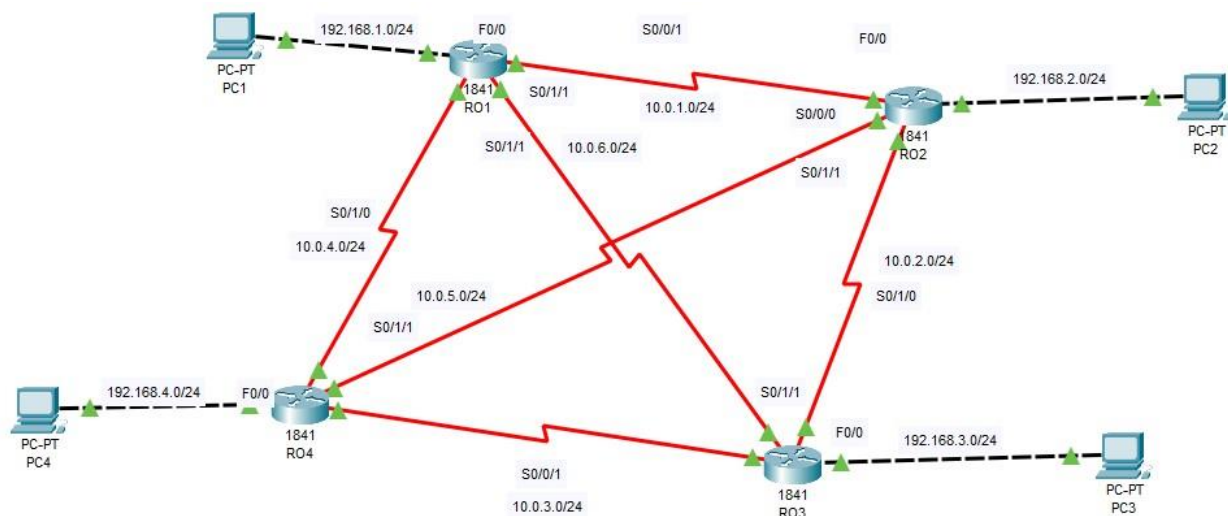 192.168.1.0/24
F0/0
S0/0/1
F0/0
PC-PT
PC1
1841
RO1
S0/1/1
10.0.1.0/24
S0/0/0
192.168.2.0/24
1841
RO2
PC-PT
PC2
S0/1/1
10.0.6.0/24
S0/1/1
S0/1/0
10.0.4.0/24
10.0.2.0/24
S0/1/0
10.0.5.0/24
S0/1/1
192.168.4.0/24
F0/0
S0/1/1
F0/0
192.168.3.0/24
PC-PT
PC4
1841
RO4
S0/0/1
10.0.3.0/24
1841
RO3
PC-PT
PC3